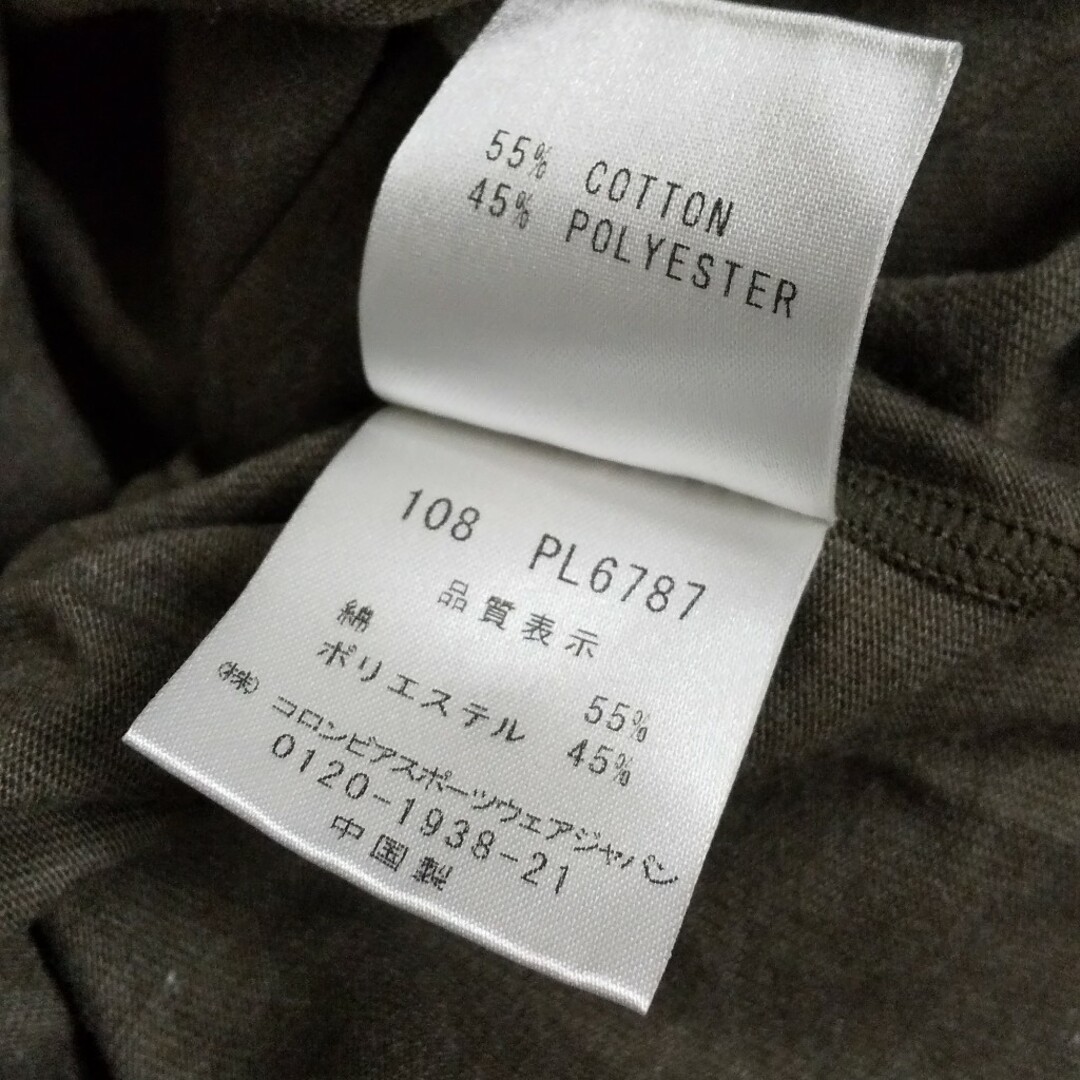 55% COTTON
45% POLYESTER
108 PL6787
品質表示
綿 55%
ポリエステル 45%
(株) コロンビアスポーツウェアジャパン
0120-1938-21
中国製